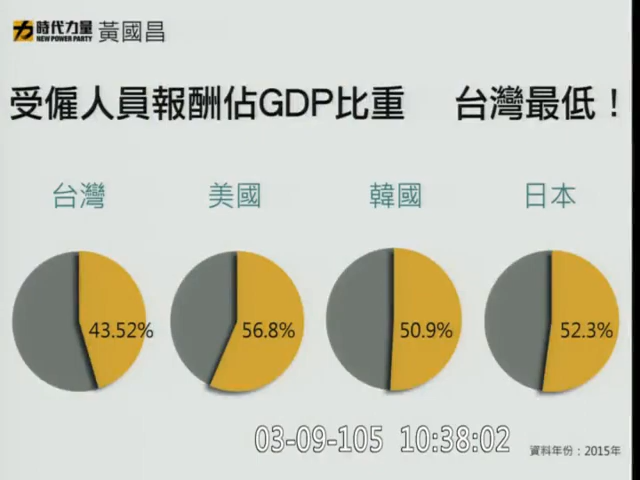 時代力量 黃國昌
NEW POWER PARTY
受僱人員報酬佔GDP比重 台灣最低！
台灣 美國 韓國 日本
43.52% 56.8% 50.9% 52.3%
03-09-105 10:38:02
資料年份：2015年